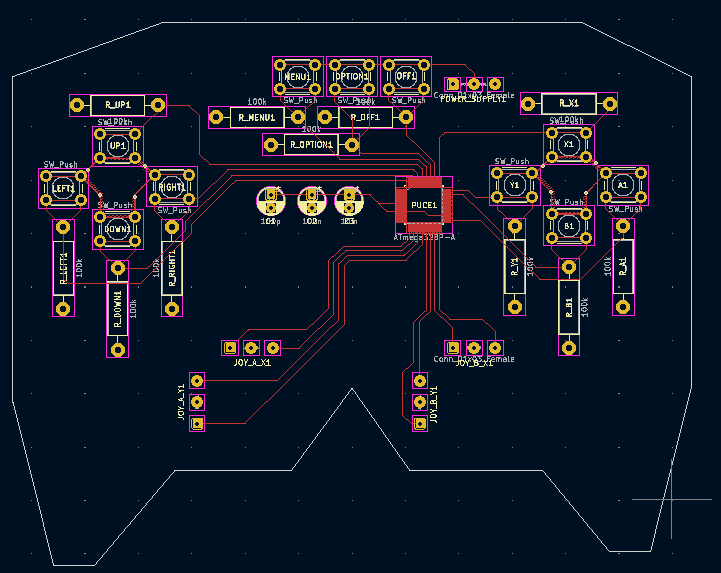 MENU1
OPTION1
OFF1
Conn_01x03_Female
POWER_SUPPLY1
SW_Push
SW_Push
SW_Push
100k
R_UP1
R_MENU1
R_OFF1
R_X1
100k
SW_Push
100k
R_OPTION1
SW_Push
UP1
X1
SW_Push
SW_Push
LEFT1
RIGHT1
Y1
A1
SW_Push
SW_Push
SW_Push
SW_Push
PUCE1
DOWN1
B1
ATmega328P-A
R_LEFT1
100k
R_DOWN1
100k
100k
R_RIGHT1
R_Y1
100k
R_B1
100k
100k
R_A1
JOY_A_X1
Conn_01x03_Female
JOY_B_X1
JOY_A_Y1
JOY_B_Y1